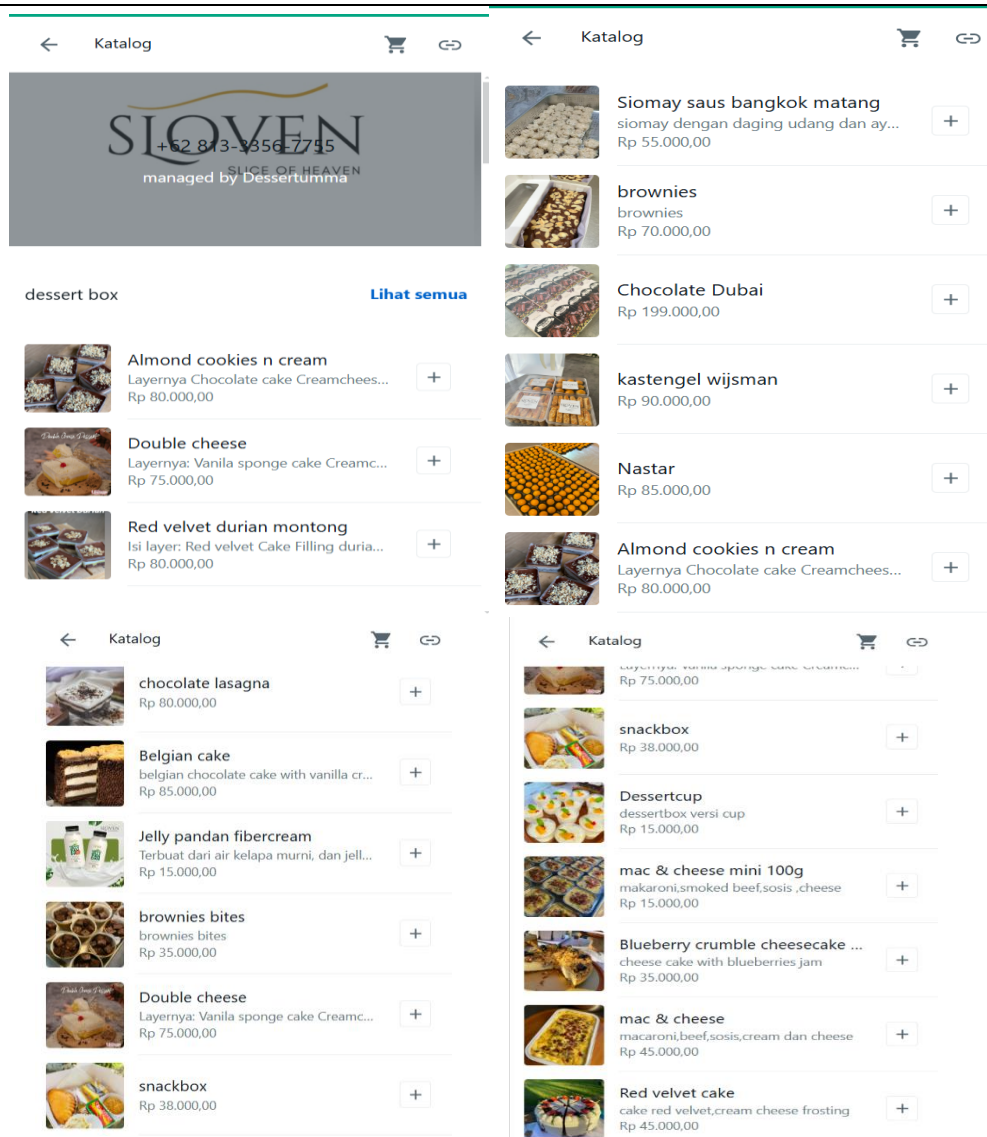 Katalog
SLOVEN
+62 813-3356-7755
SLICE OF HEAVEN
managed by Dessertumma
dessert box
Lihat semua
Almond cookies n cream
Layernya Chocolate cake Creamchees...
Rp 80.000,00
Double cheese
Layernya: Vanila sponge cake Creamc...
Rp 75.000,00
Red velvet durian montong
Isi layer: Red velvet Cake Filling duria...
Rp 80.000,00
Katalog
Siomay saus bangkok matang
siomay dengan daging udang dan ay...
Rp 55.000,00
brownies
brownies
Rp 70.000,00
Chocolate Dubai
Rp 199.000,00
kastengel wijsman
Rp 90.000,00
Nastar
Rp 85.000,00
Almond cookies n cream
Layernya Chocolate cake Creamchees...
Rp 80.000,00
Katalog
chocolate lasagna
Rp 80.000,00
Belgian cake
belgian chocolate cake with vanilla cr...
Rp 85.000,00
Jelly pandan fibercream
Terbuat dari air kelapa murni, dan jell...
Rp 15.000,00
brownies bites
brownies bites
Rp 35.000,00
Double cheese
Layernya: Vanila sponge cake Creamc...
Rp 75.000,00
snackbox
Rp 38.000,00
Katalog
Layernya: Vanila sponge cake Creamc...
Rp 75.000,00
snackbox
Rp 38.000,00
Dessertcup
dessertbox versi cup
Rp 15.000,00
mac & cheese mini 100g
makaroni,smoked beef,sosis ,cheese
Rp 15.000,00
Blueberry crumble cheesecake ...
cheese cake with blueberries jam
Rp 35.000,00
mac & cheese
macaroni,beef,sosis,cream dan cheese
Rp 45.000,00
Red velvet cake
cake red velvet,cream cheese frosting
Rp 45.000,00